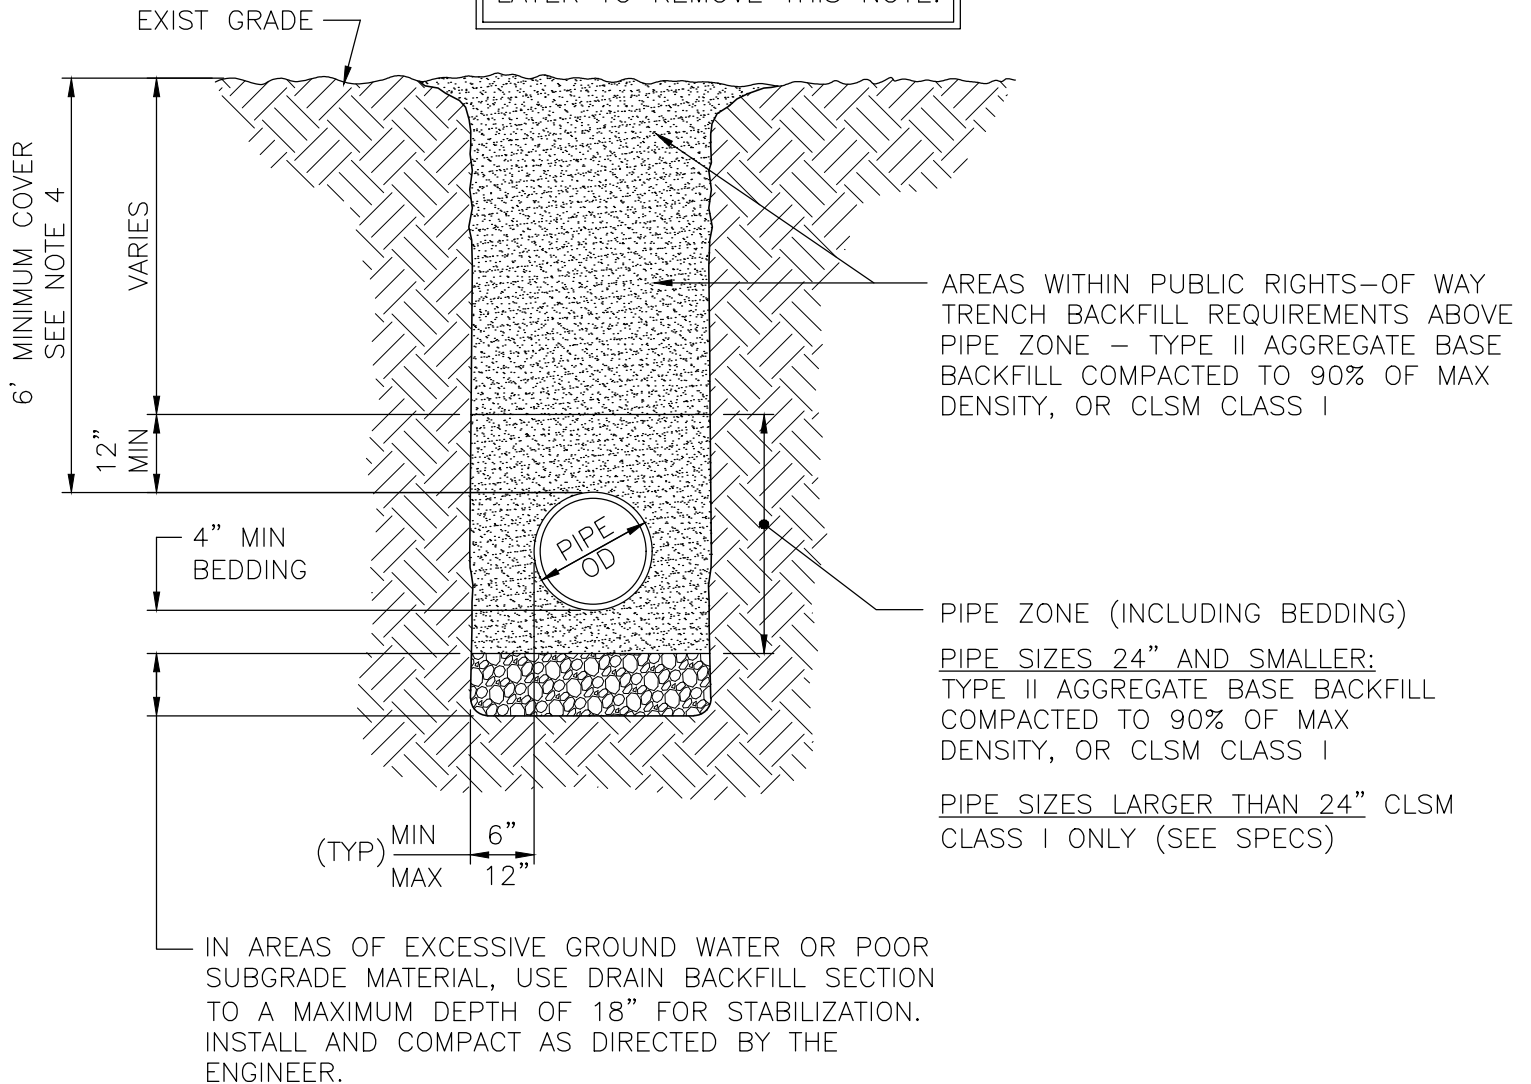 LATER TO REMOVE THIS NOTE.
EXIST GRADE
6' MINIMUM COVER
SEE NOTE 4
VARIES
12"
MIN
4" MIN
BEDDING
PIPE
OD
AREAS WITHIN PUBLIC RIGHTS-OF WAY
TRENCH BACKFILL REQUIREMENTS ABOVE
PIPE ZONE - TYPE II AGGREGATE BASE
BACKFILL COMPACTED TO 90% OF MAX
DENSITY, OR CLSM CLASS I
PIPE ZONE (INCLUDING BEDDING)
PIPE SIZES 24" AND SMALLER:
TYPE II AGGREGATE BASE BACKFILL
COMPACTED TO 90% OF MAX
DENSITY, OR CLSM CLASS I
PIPE SIZES LARGER THAN 24" CLSM
CLASS I ONLY (SEE SPECS)
(TYP) MIN 6"
MAX 12"
IN AREAS OF EXCESSIVE GROUND WATER OR POOR
SUBGRADE MATERIAL, USE DRAIN BACKFILL SECTION
TO A MAXIMUM DEPTH OF 18" FOR STABILIZATION.
INSTALL AND COMPACT AS DIRECTED BY THE
ENGINEER.